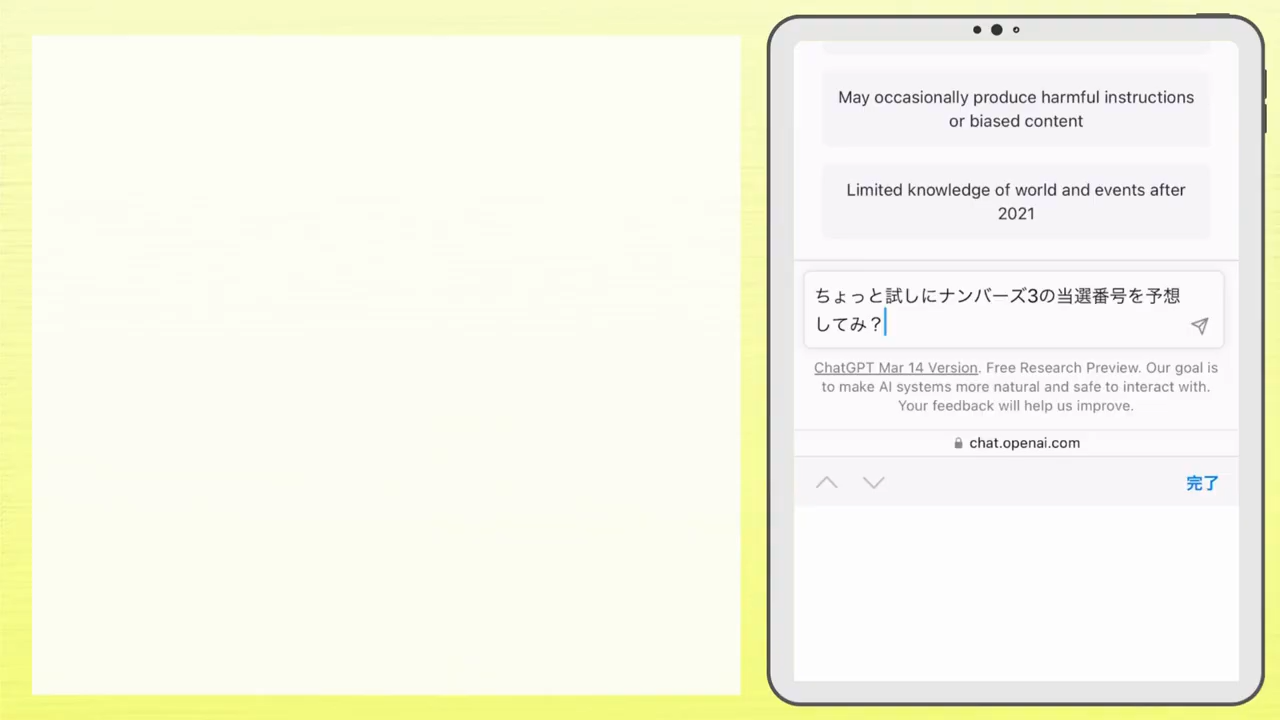 May occasionally produce harmful instructions
or biased content
Limited knowledge of world and events after
2021
ちょっと試しにナンバーズ3の当選番号を予想
してみ？
ChatGPT Mar 14 Version. Free Research Preview. Our goal is
to make AI systems more natural and safe to interact with.
Your feedback will help us improve.
chat.openai.com
完了